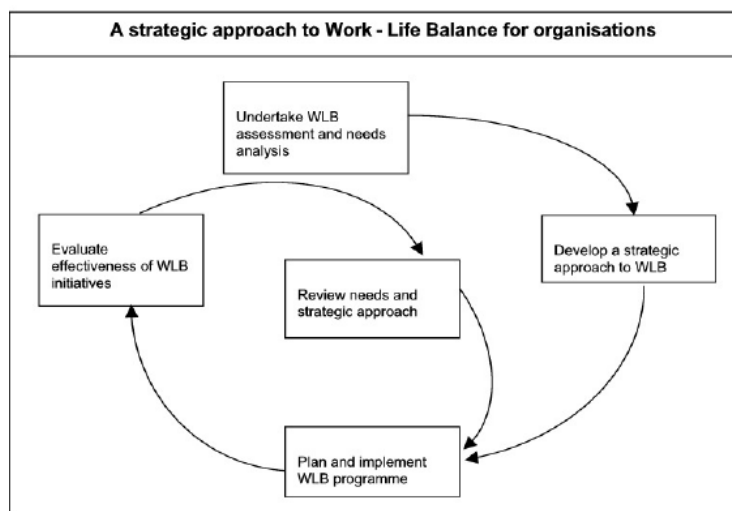 A strategic approach to Work - Life Balance for organisations
Undertake WLB
assessment and needs
analysis
Evaluate
effectiveness of WLB
initiatives
Develop a strategic
approach to WLB
Review needs and
strategic approach
Plan and implement
WLB programme